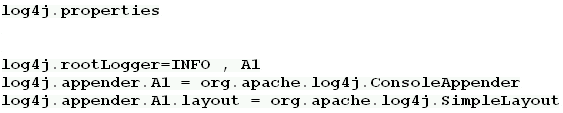 log4j.properties
log4j.rootLogger=INFO , A1
log4j.appender.A1 = org.apache.log4j.ConsoleAppender
log4j.appender.A1.layout = org.apache.log4j.SimpleLayout